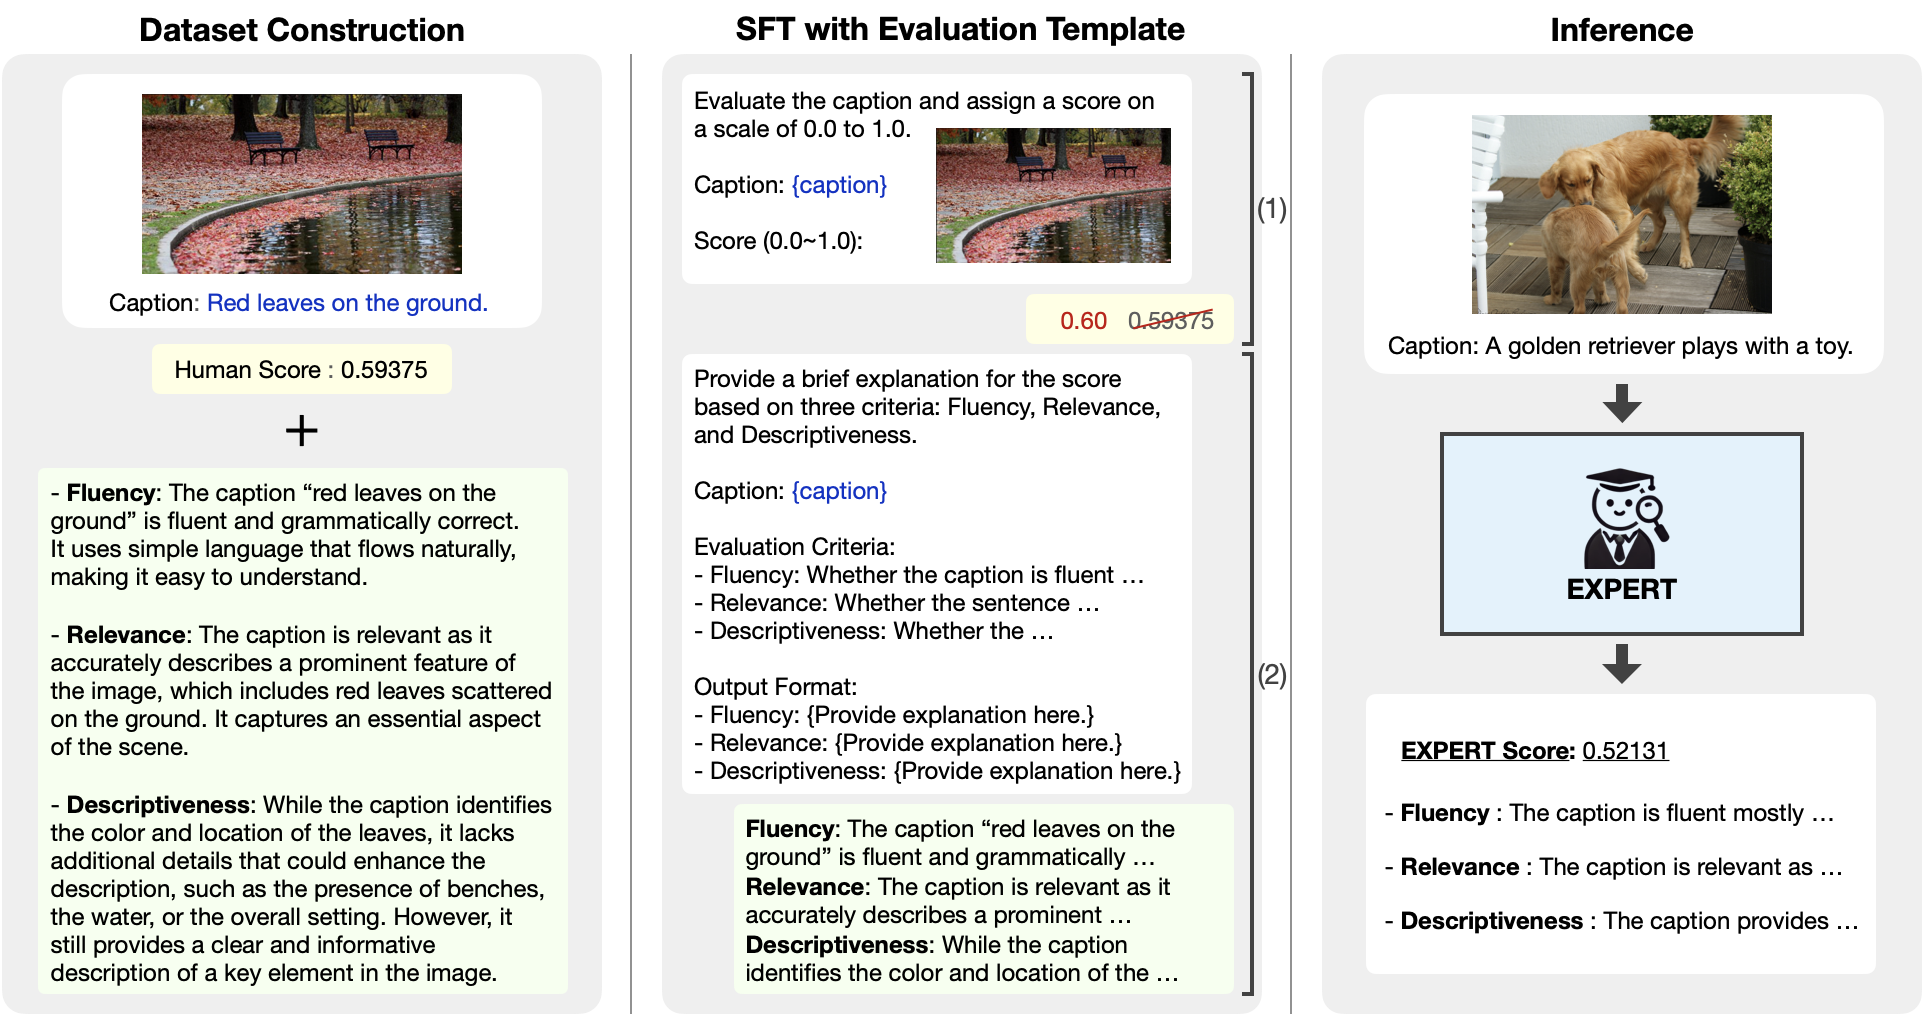 Dataset Construction
Caption: Red leaves on the ground.
Human Score : 0.59375
+
- Fluency: The caption “red leaves on the
ground” is fluent and grammatically correct.
It uses simple language that flows naturally,
making it easy to understand.
- Relevance: The caption is relevant as it
accurately describes a prominent feature of
the image, which includes red leaves scattered
on the ground. It captures an essential aspect
of the scene.
- Descriptiveness: While the caption identifies
the color and location of the leaves, it lacks
additional details that could enhance the
description, such as the presence of benches,
the water, or the overall setting. However, it
still provides a clear and informative
description of a key element in the image.
SFT with Evaluation Template
Evaluate the caption and assign a score on
a scale of 0.0 to 1.0.
Caption: {caption}
Score (0.0~1.0):
0.60 0.59375
(1)
Provide a brief explanation for the score
based on three criteria: Fluency, Relevance,
and Descriptiveness.
Caption: {caption}
Evaluation Criteria:
- Fluency: Whether the caption is fluent …
- Relevance: Whether the sentence …
- Descriptiveness: Whether the …
Output Format:
- Fluency: {Provide explanation here.}
- Relevance: {Provide explanation here.}
- Descriptiveness: {Provide explanation here.}
(2)
Fluency: The caption “red leaves on the
ground” is fluent and grammatically …
Relevance: The caption is relevant as it
accurately describes a prominent …
Descriptiveness: While the caption
identifies the color and location of the …
Inference
Caption: A golden retriever plays with a toy.
EXPERT
EXPERT Score: 0.52131
- Fluency : The caption is fluent mostly …
- Relevance : The caption is relevant as …
- Descriptiveness : The caption provides …